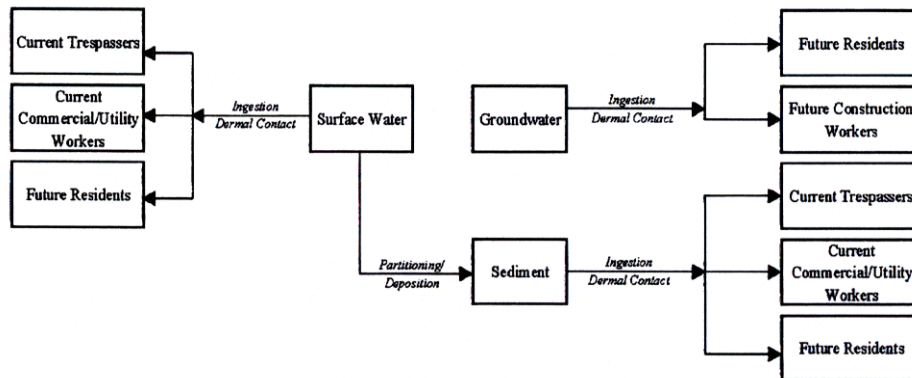 Current Trespassers
Current
Commercial/Utility
Workers
Future Residents
Ingestion
Dermal Contact
Surface Water
Partitioning/
Deposition
Groundwater
Ingestion
Dermal Contact
Future Residents
Future Construction
Workers
Sediment
Ingestion
Dermal Contact
Current Trespassers
Current
Commercial/Utility
Workers
Future Residents